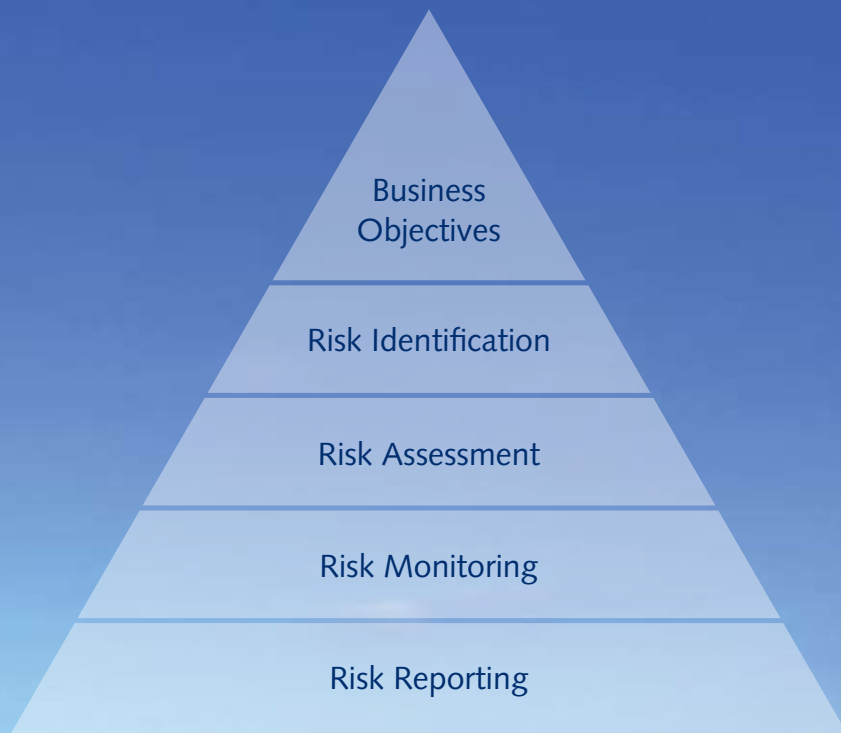 Business
Objectives
Risk Identification
Risk Assessment
Risk Monitoring
Risk Reporting